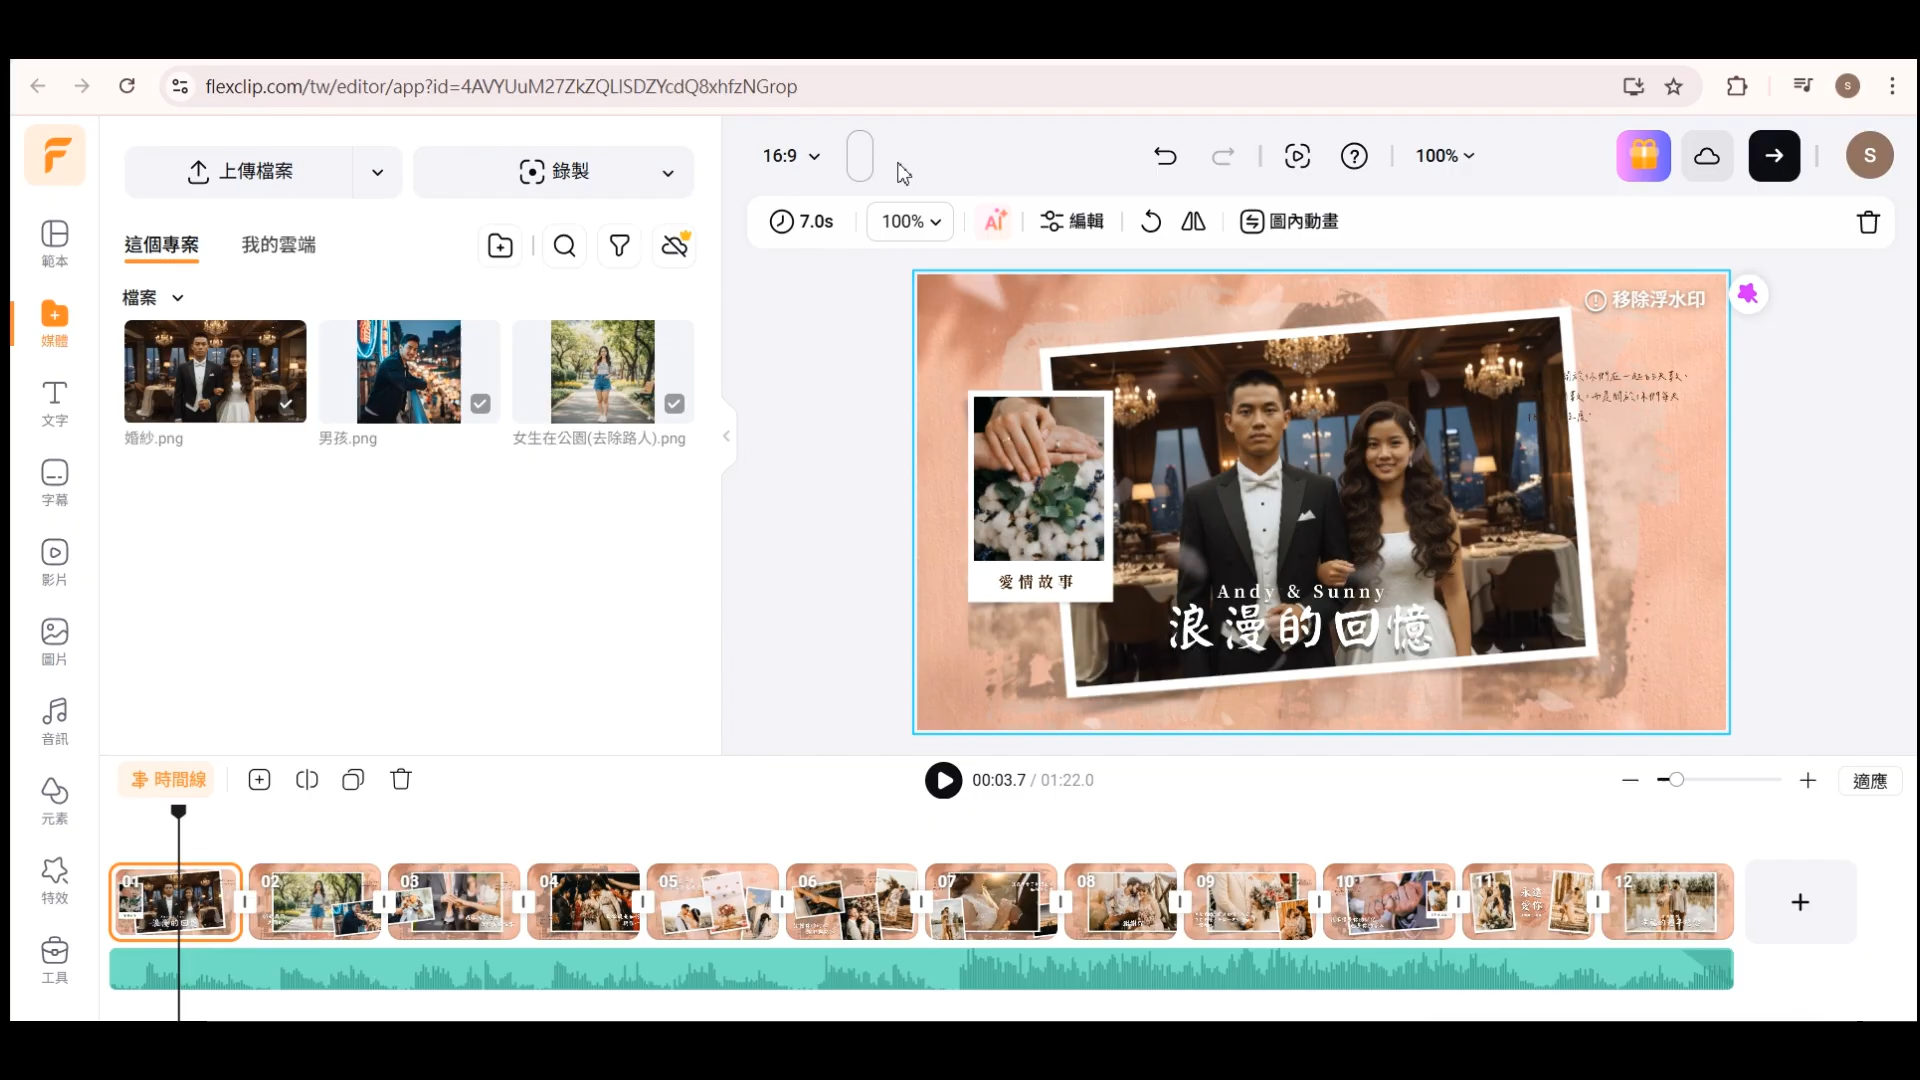 flexclip.com/tw/editor/app?id=4AVYUuM27ZkZQLlSDZYcdQ8xhfzNGrop
S
上傳檔案
錄製
16:9
100%
S
7.0s
100%
Ai
編輯
圖內動畫
範本
媒體
文字
字幕
影片
圖片
音訊
元素
特效
工具
這個專案
我的雲端
檔案
婚紗.png
男孩.png
女生在公園(去除路人).png
移除浮水印
愛情故事
Andy & Sunny
浪漫的回憶
時間線
00:03.7 / 01:22.0
適應
01
02
03
04
05
06
07
08
09
10
11
12
永遠
愛你